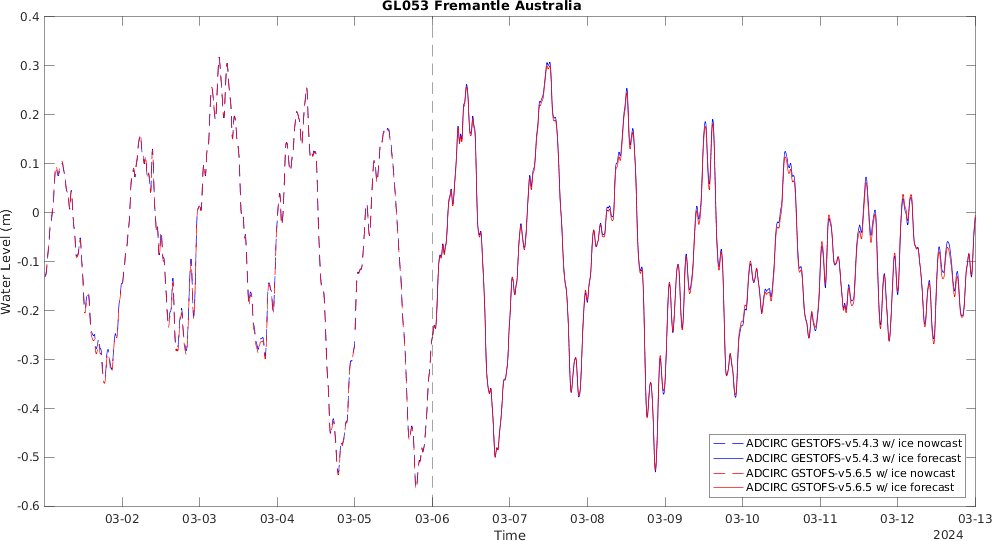 GL053 Fremantle Australia
0.4
0.3
0.2
0.1
0
-0.1
-0.2
-0.3
-0.4
-0.5
-0.6
Water Level (m)
ADCIRC GESTOFS-v5.4.3 w/ ice nowcast
ADCIRC GESTOFS-v5.4.3 w/ ice forecast
ADCIRC GSTOFS-v5.6.5 w/ ice nowcast
ADCIRC GSTOFS-v5.6.5 w/ ice forecast
03-02 03-03 03-04 03-05 03-06 03-07 03-08 03-09 03-10 03-11 03-12 03-13
Time
2024